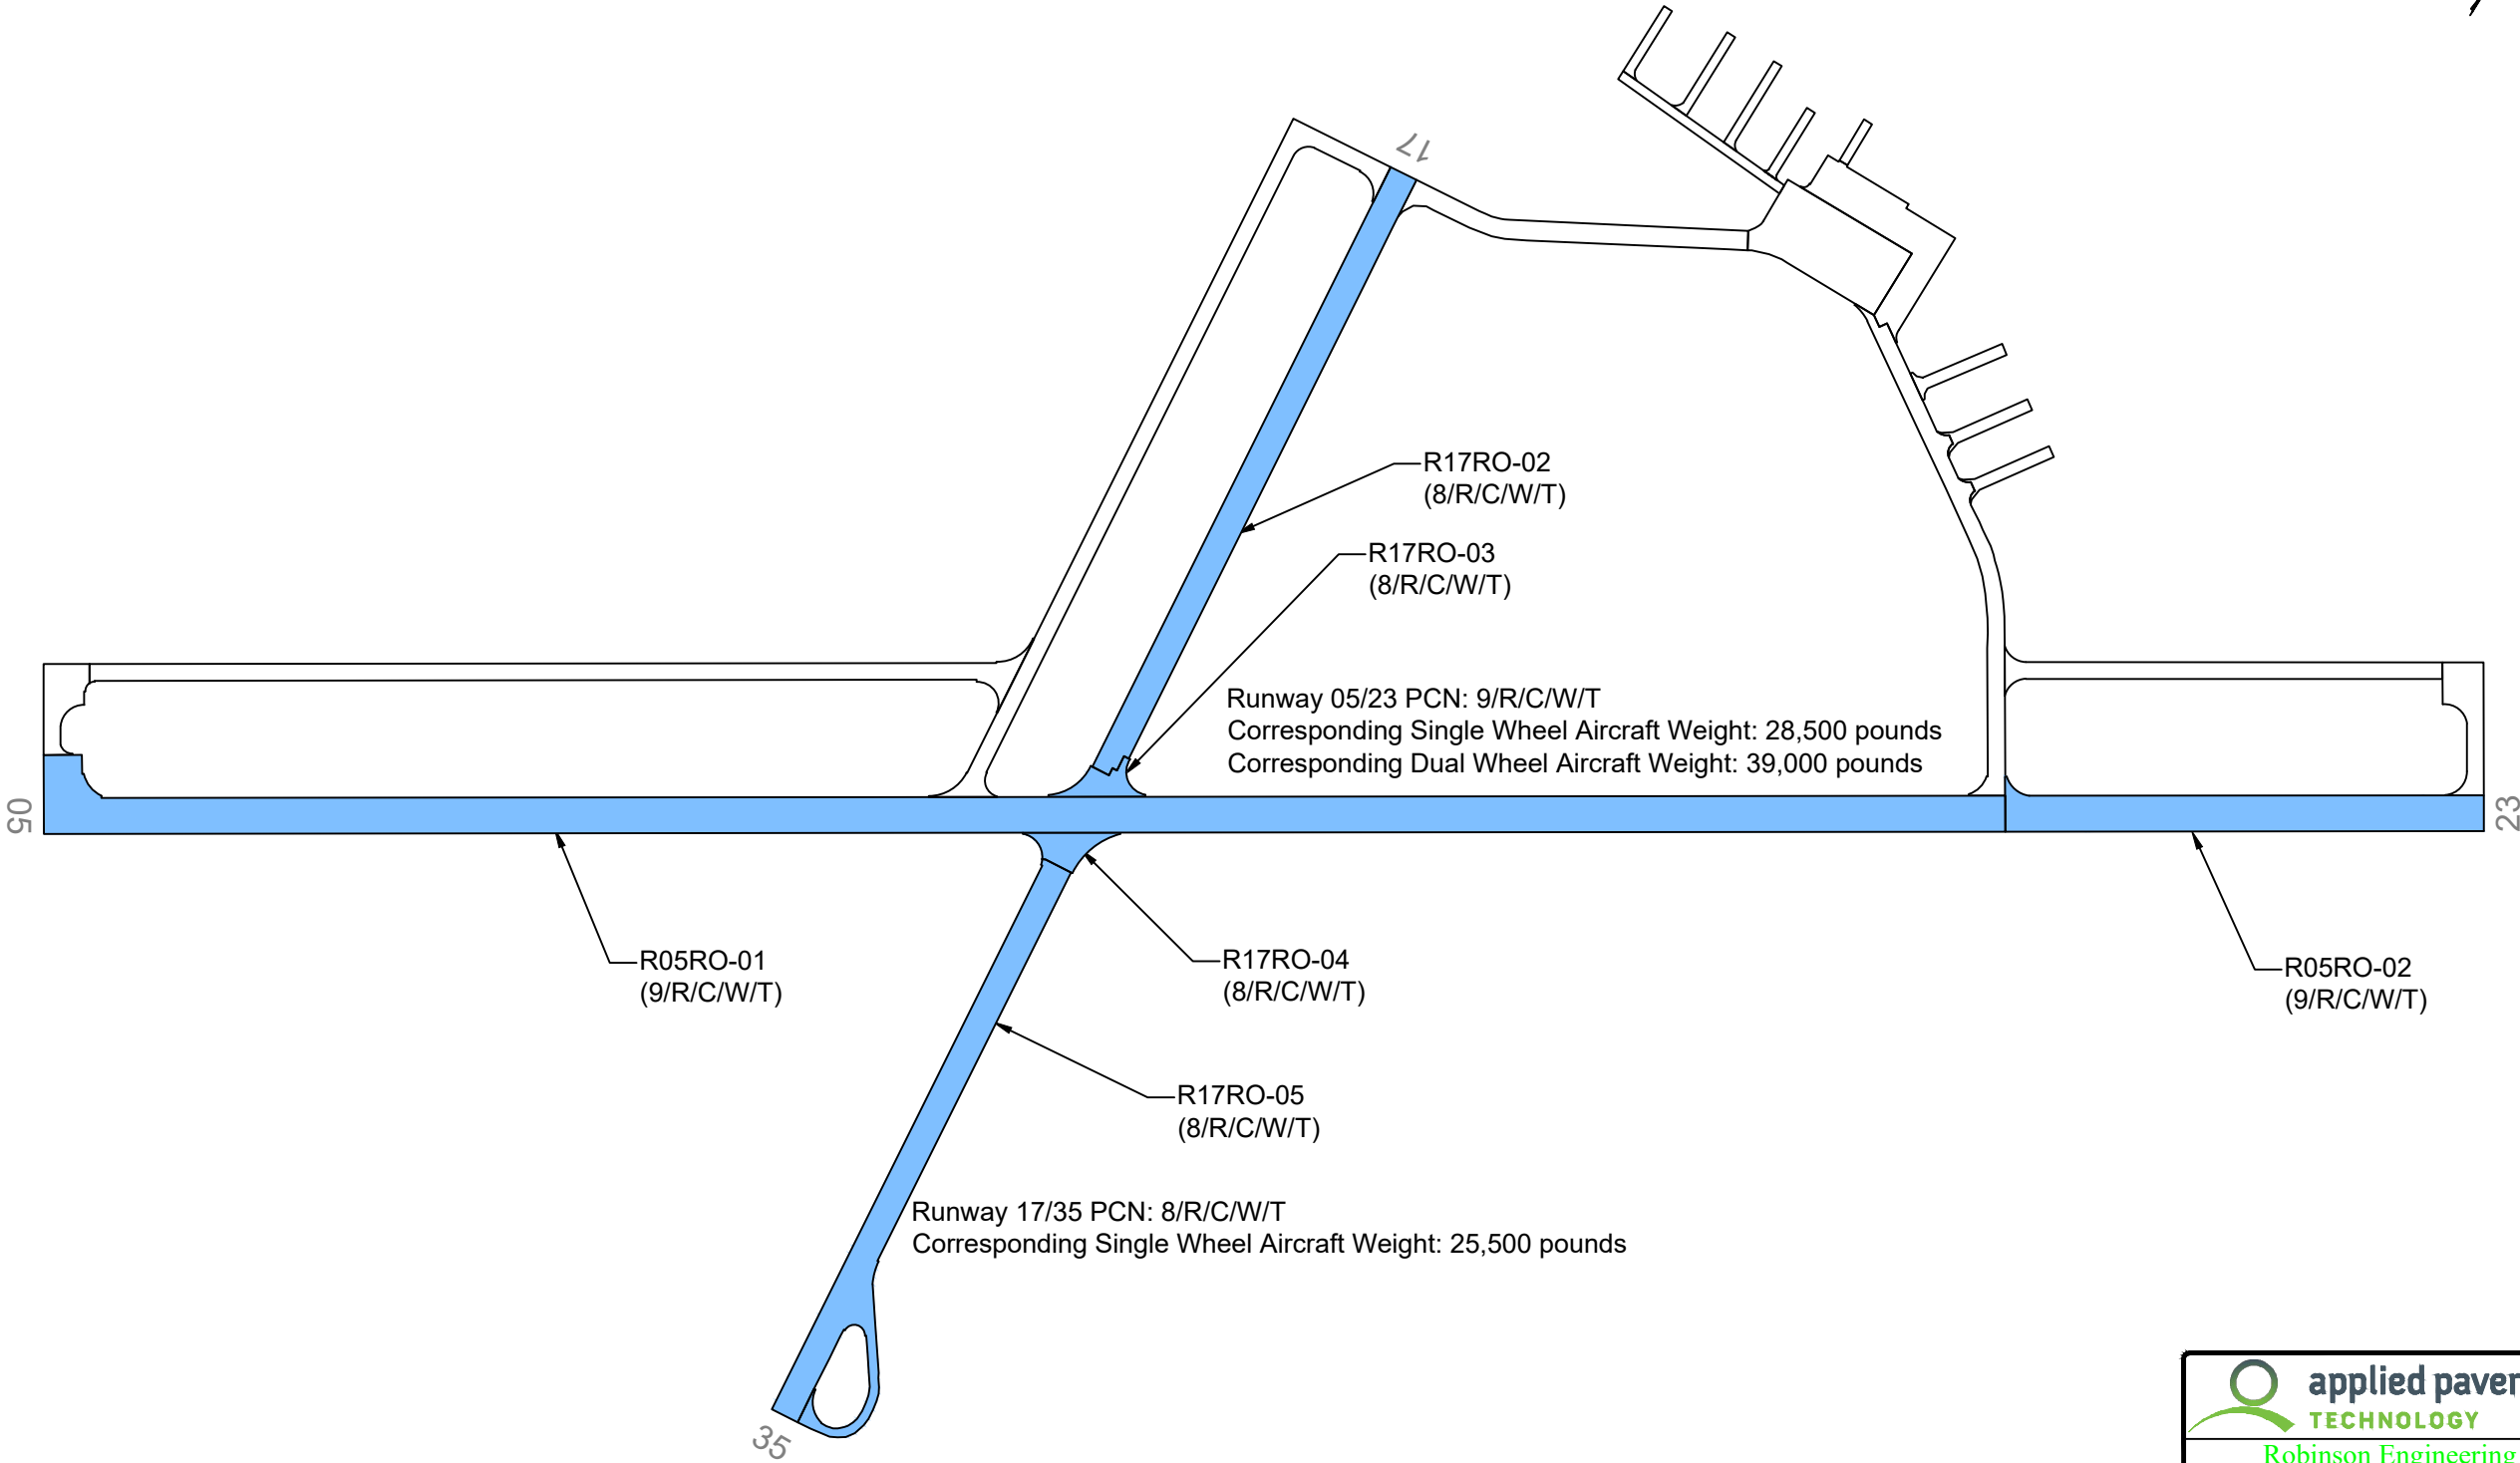 17
R17RO-02
(8/R/C/W/T)
R17RO-03
(8/R/C/W/T)
Runway 05/23 PCN: 9/R/C/W/T
Corresponding Single Wheel Aircraft Weight: 28,500 pounds
Corresponding Dual Wheel Aircraft Weight: 39,000 pounds
05
23
R05RO-01
(9/R/C/W/T)
R17RO-04
(8/R/C/W/T)
R05RO-02
(9/R/C/W/T)
R17RO-05
(8/R/C/W/T)
Runway 17/35 PCN: 8/R/C/W/T
Corresponding Single Wheel Aircraft Weight: 25,500 pounds
35
applied
TECHNOLOGY
Robinson Engineering